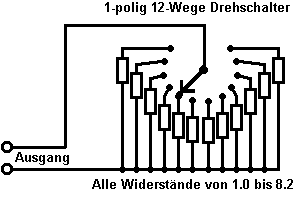 1-polig 12-Wege Drehschalter
Ausgang
Alle Widerstände von 1.0 bis 8.2